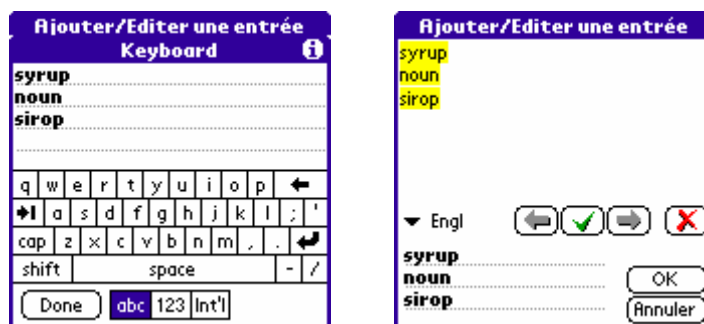 Ajouter/Editer une entrée
Keyboard i
syrup
noun
sirop
q w e r t y u i o p
a s d f g h j k l ; '
cap z x c v b n m , .
shift space - /
Done abc 123 Int'l
Ajouter/Editer une entrée
syrup
noun
sirop
Engl
syrup
noun
sirop
OK
Annuler